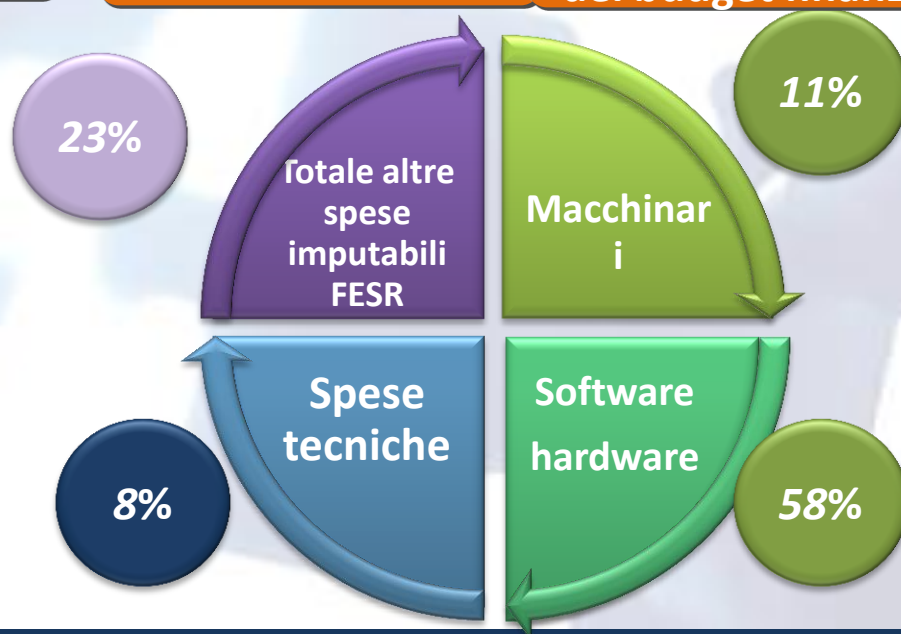 23%
Totale altre
spese
imputabili
FESR
11%
Macchinar
i
Spese
tecniche
8%
Software
hardware
58%